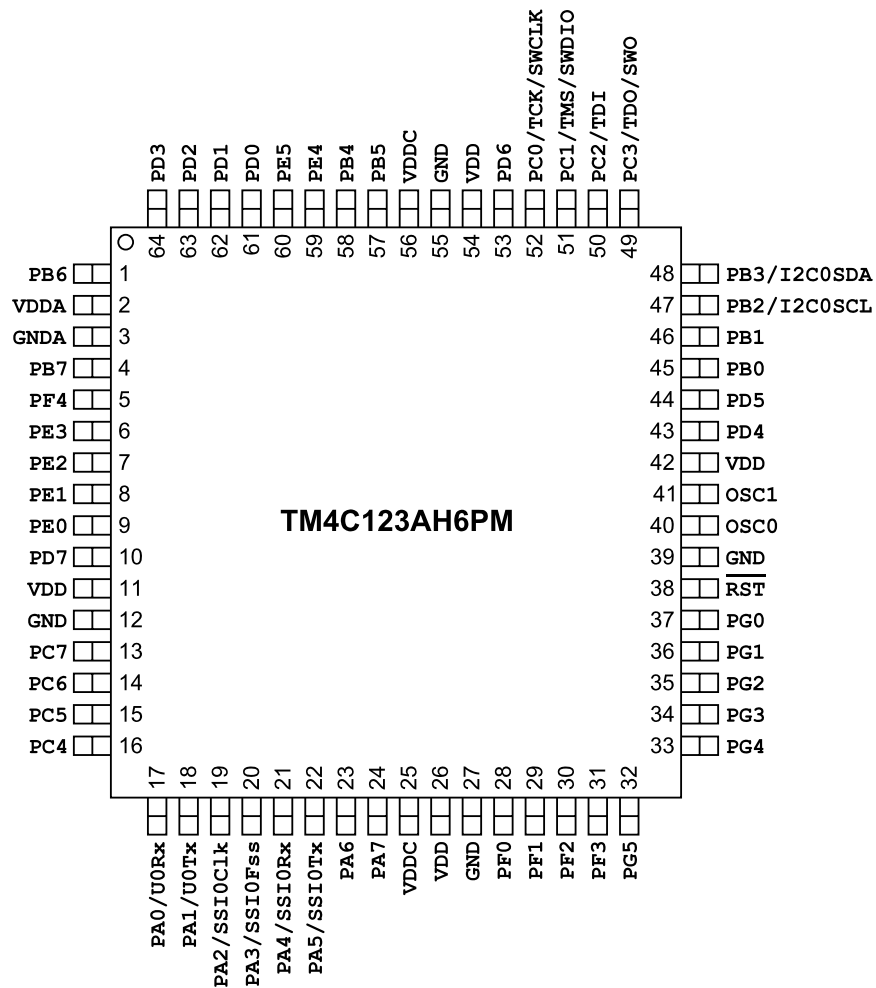 PC0/TCK/SWCLK
PC1/TMS/SWDIO
PC2/TDI
PC3/TDO/SWO
PD3
PD2
PD1
PD0
PE5
PE4
PB4
PB5
VDDC
GND
VDD
PD6
64
63
62
61
60
59
58
57
56
55
54
53
52
51
50
49
PB6 1
VDDA 2
GNDA 3
PB7 4
PF4 5
PE3 6
PE2 7
PE1 8
PE0 9
PD7 10
VDD 11
GND 12
PC7 13
PC6 14
PC5 15
PC4 16
TM4C123AH6PM
48 PB3/I2C0SDA
47 PB2/I2C0SCL
46 PB1
45 PB0
44 PD5
43 PD4
42 VDD
41 OSC1
40 OSC0
39 GND
38 RST
37 PG0
36 PG1
35 PG2
34 PG3
33 PG4
17
18
19
20
21
22
23
24
25
26
27
28
29
30
31
32
PA0/U0Rx
PA1/U0Tx
PA2/SSI0Clk
PA3/SSI0Fss
PA4/SSI0Rx
PA5/SSI0Tx
PA6
PA7
VDDC
VDD
GND
PF0
PF1
PF2
PF3
PG5